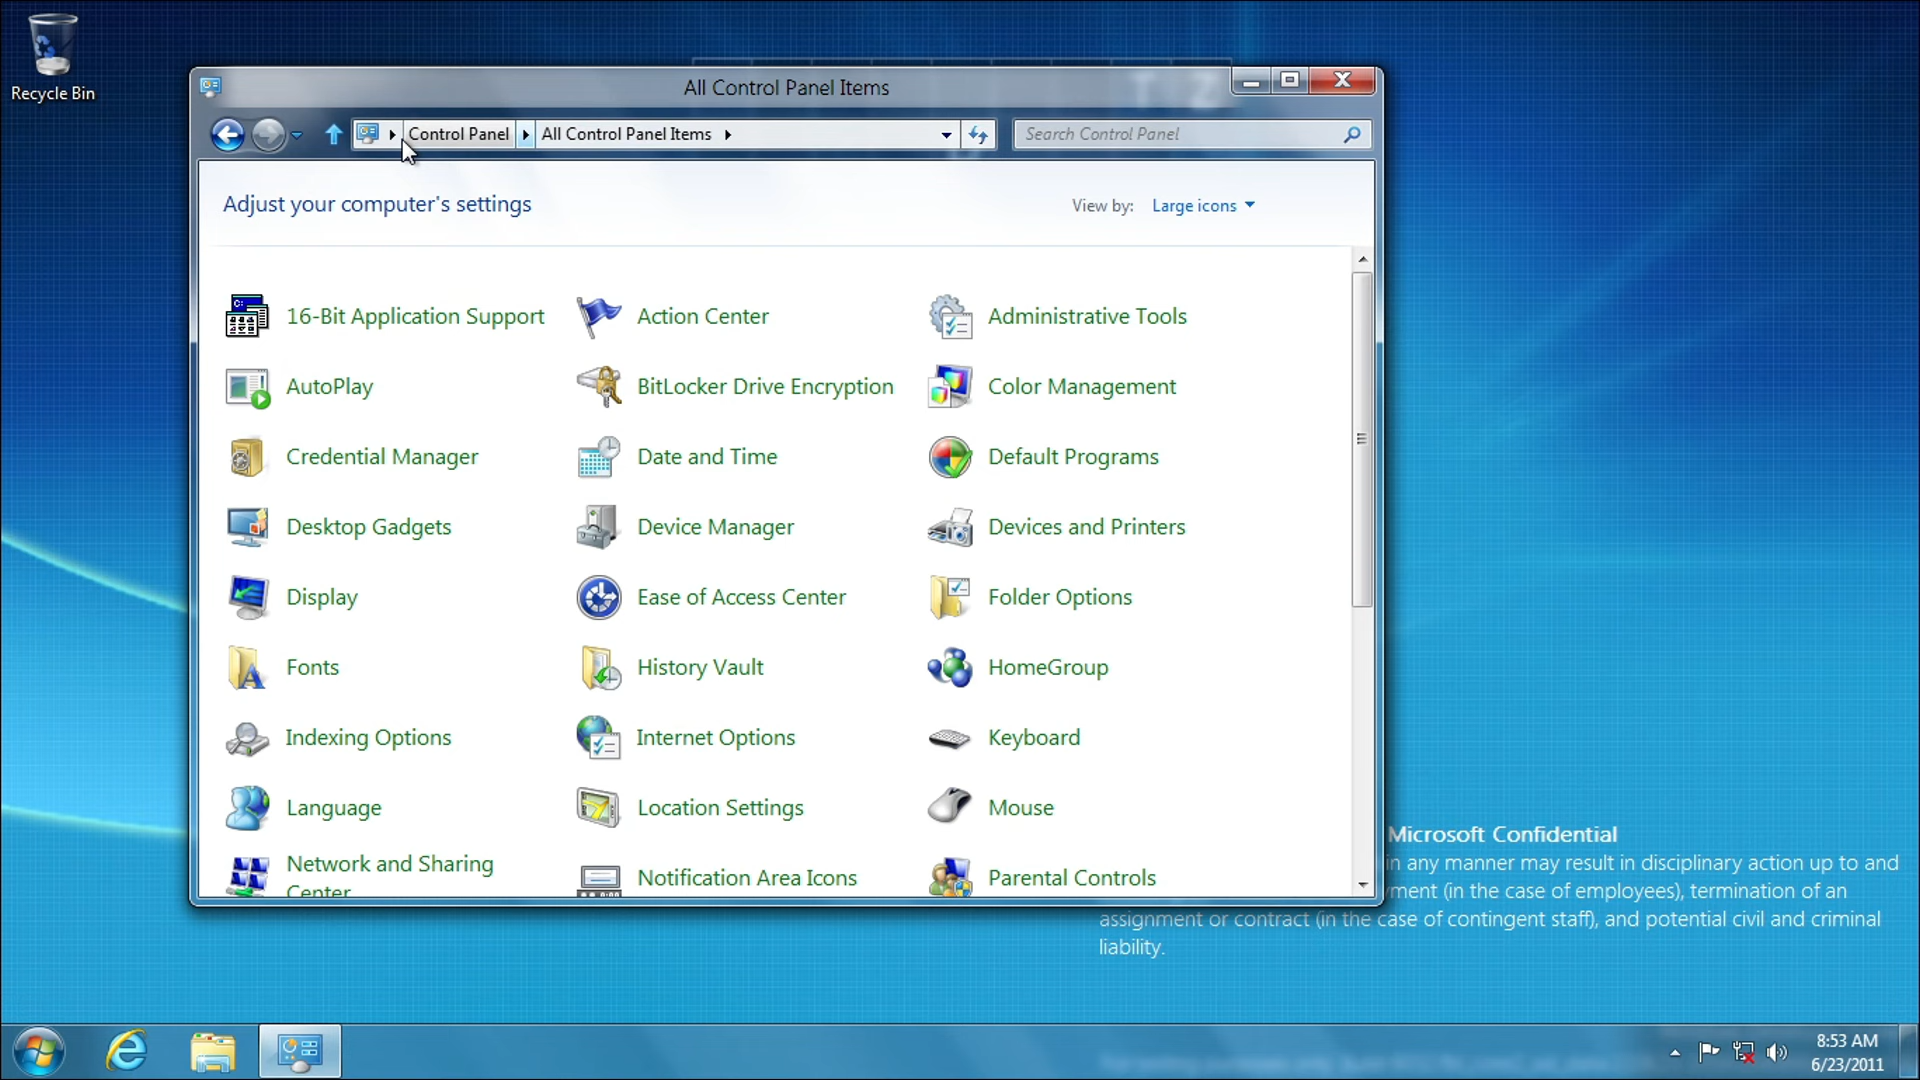 Recycle Bin
All Control Panel Items
Control Panel
All Control Panel Items
Search Control Panel
Adjust your computer's settings
View by:
Large icons
16-Bit Application Support
Action Center
Administrative Tools
AutoPlay
BitLocker Drive Encryption
Color Management
Credential Manager
Date and Time
Default Programs
Desktop Gadgets
Device Manager
Devices and Printers
Display
Ease of Access Center
Folder Options
Fonts
History Vault
HomeGroup
Indexing Options
Internet Options
Keyboard
Language
Location Settings
Mouse
Network and Sharing
Center
Notification Area Icons
Parental Controls
Microsoft Confidential
in any manner may result in disciplinary action up to and
ment (in the case of employees), termination of an
assignment or contract (in the case of contingent staff), and potential civil and criminal
liability.
8:53 AM
6/23/2011